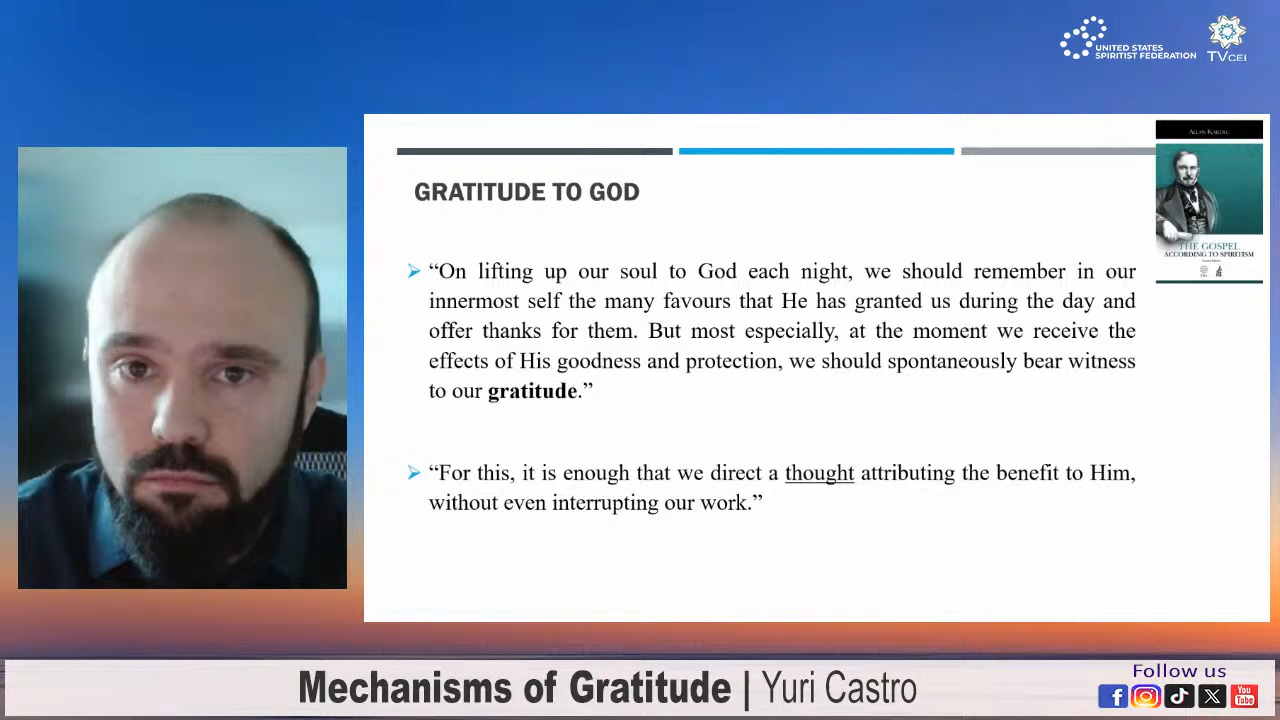 UNITED STATES
SPIRITIST FEDERATION
TVCEI
ALLAN KARDEC
THE GOSPEL
ACCORDING TO SPIRITISM
GRATITUDE TO GOD
“On lifting up our soul to God each night, we should remember in our
innermost self the many favours that He has granted us during the day and
offer thanks for them. But most especially, at the moment we receive the
effects of His goodness and protection, we should spontaneously bear witness
to our gratitude.”
“For this, it is enough that we direct a thought attributing the benefit to Him,
without even interrupting our work.”
Mechanisms of Gratitude | Yuri Castro
Follow us
You
Tube